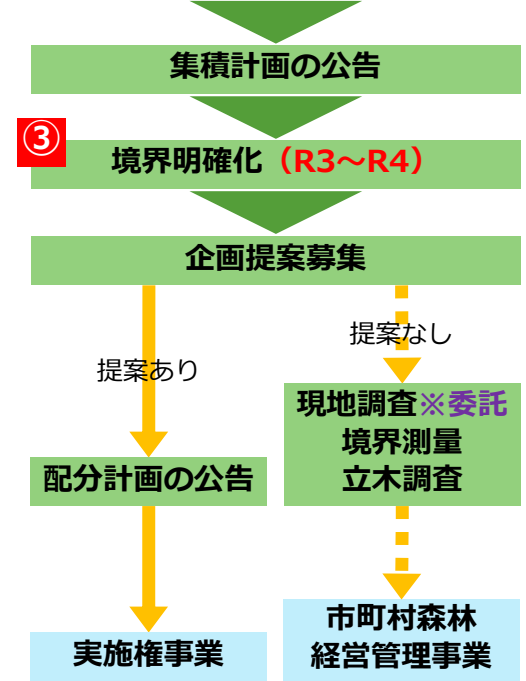 集積計画の公告
③
境界明確化（R3～R4）
企画提案募集
提案なし
提案あり
現地調査※委託
境界測量
立木調査
配分計画の公告
市町村森林
経営管理事業
実施権事業